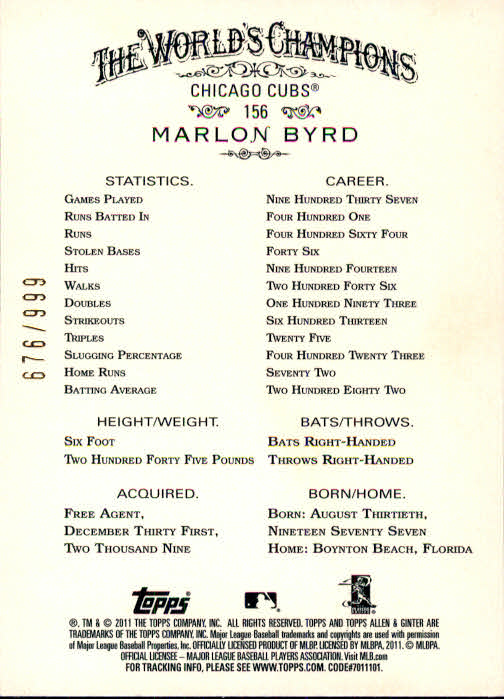 THE WORLD'S CHAMPIONS
CHICAGO CUBS®
156
MARLON BYRD
STATISTICS. CAREER.
GAMES PLAYED NINE HUNDRED THIRTY SEVEN
RUNS BATTED IN FOUR HUNDRED ONE
RUNS FOUR HUNDRED SIXTY FOUR
STOLEN BASES FORTY SIX
HITS NINE HUNDRED FOURTEEN
WALKS TWO HUNDRED FORTY SIX
DOUBLES ONE HUNDRED NINETY THREE
STRIKEOUTS SIX HUNDRED THIRTEEN
TRIPLES TWENTY FIVE
SLUGGING PERCENTAGE FOUR HUNDRED TWENTY THREE
HOME RUNS SEVENTY TWO
BATTING AVERAGE TWO HUNDRED EIGHTY TWO
676/999
HEIGHT/WEIGHT. BATS/THROWS.
SIX FOOT BATS RIGHT-HANDED
TWO HUNDRED FORTY FIVE POUNDS THROWS RIGHT-HANDED
ACQUIRED. BORN/HOME.
FREE AGENT, BORN: AUGUST THIRTIETH,
DECEMBER THIRTY FIRST, NINETEEN SEVENTY SEVEN
TWO THOUSAND NINE HOME: BOYNTON BEACH, FLORIDA
topps
®, TM & © 2011 THE TOPPS COMPANY, INC. ALL RIGHTS RESERVED. TOPPS AND TOPPS ALLEN & GINTER ARE
TRADEMARKS OF THE TOPPS COMPANY, INC. Major League Baseball trademarks and copyrights are used with permission
of Major League Baseball Properties, Inc. OFFICIALLY LICENSED PRODUCT OF MLBP. LICENSED BY MLBPA, 2011. © MLBPA.
OFFICIAL LICENSEE – MAJOR LEAGUE BASEBALL PLAYERS ASSOCIATION. Visit MLB.com
FOR TRACKING INFO, PLEASE SEE WWW.TOPPS.COM. CODE#7011101.